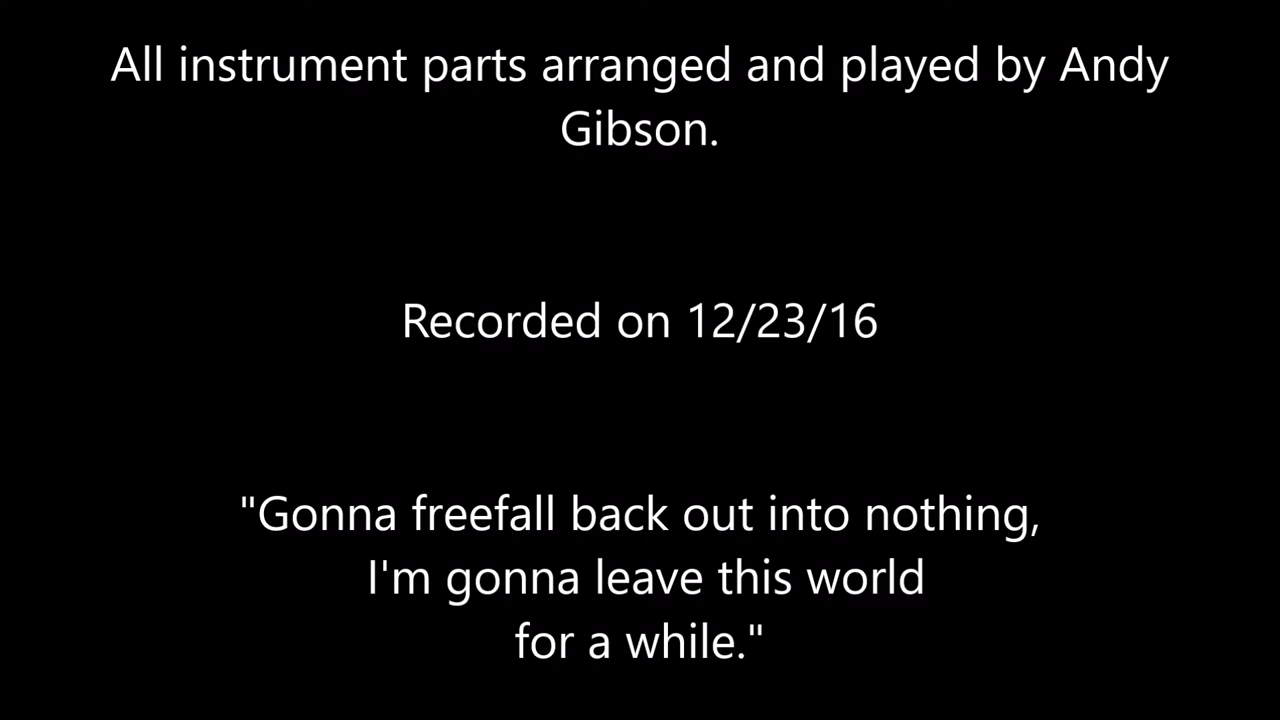 All instrument parts arranged and played by Andy
Gibson.
Recorded on 12/23/16
"Gonna freefall back out into nothing,
I'm gonna leave this world
for a while."